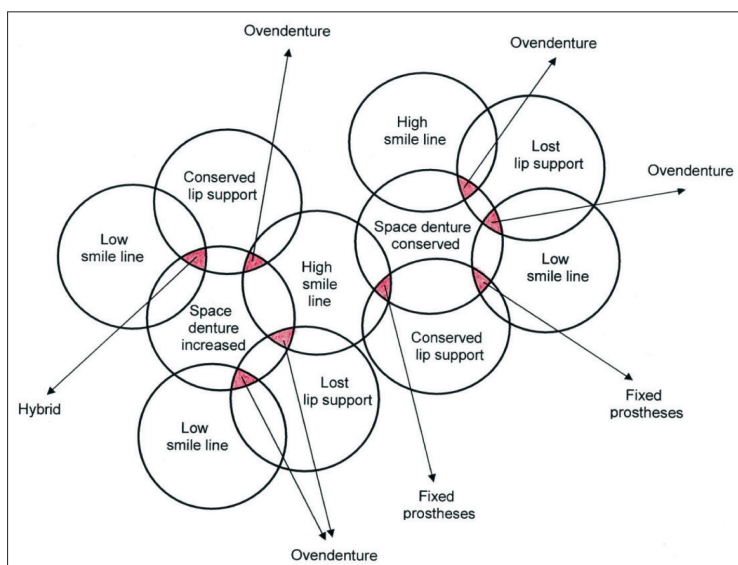 Ovendenture
Ovendenture
High
smile line
Lost
lip support
Ovendenture
Conserved
lip support
Space denture
conserved
Low
smile line
High
smile line
Low
smile line
Space
denture
increased
Conserved
lip support
Lost
lip support
Hybrid
Low
smile line
Fixed
prostheses
Fixed
prostheses
Ovendenture